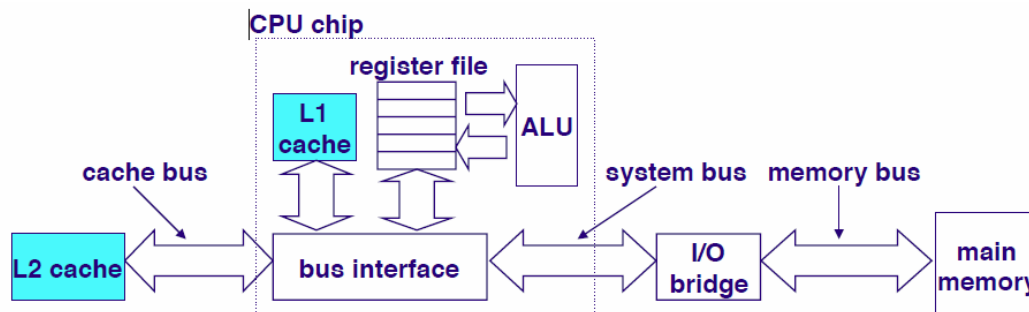 CPU chip
register file
L1
cache
ALU
cache bus
system bus
memory bus
L2 cache
bus interface
I/O
bridge
main
memory